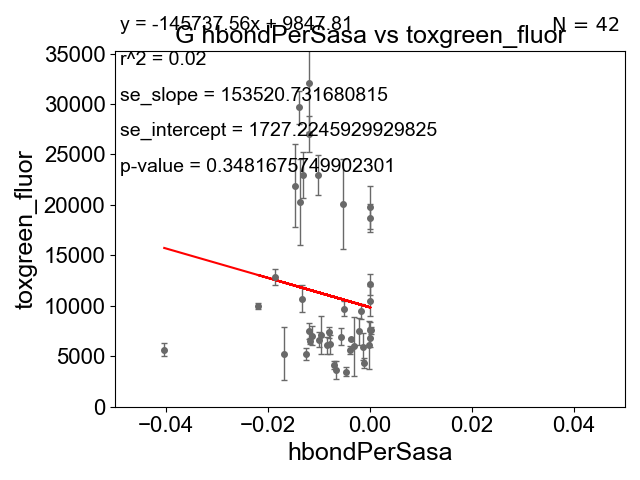 y = -145737.56x + 9847.81
N = 42
G hbondPerSasa vs toxgreen_fluor
r^2 = 0.02
se_slope = 153520.731680815
se_intercept = 1727.2245929929825
p-value = 0.3481675749902301
35000
30000
25000
20000
15000
10000
5000
0
toxgreen_fluor
−0.04 −0.02 0.00 0.02 0.04
hbondPerSasa